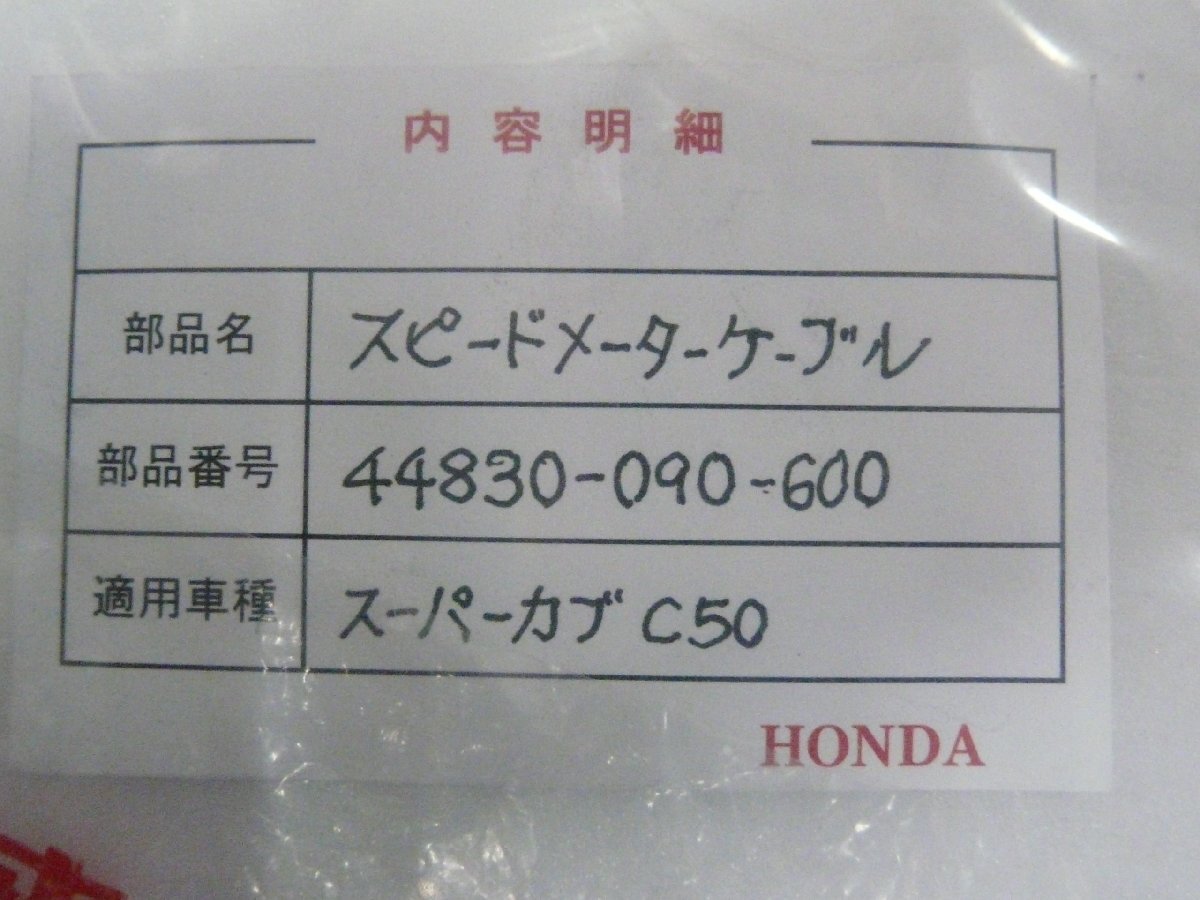 内容明細
部品名 スピードメーターケーブル
部品番号 44830-090-600
適用車種 スーパーカブ C50
HONDA